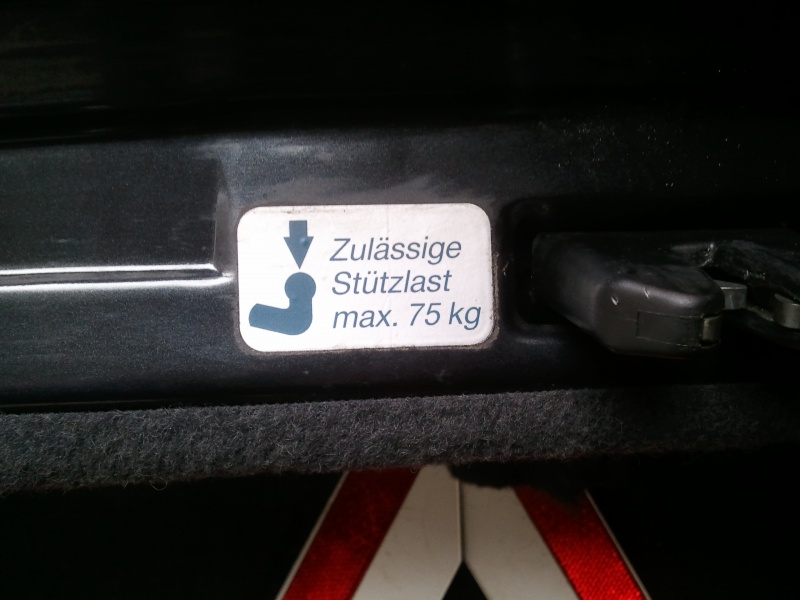 Zulässige
Stützlast
max. 75 kg